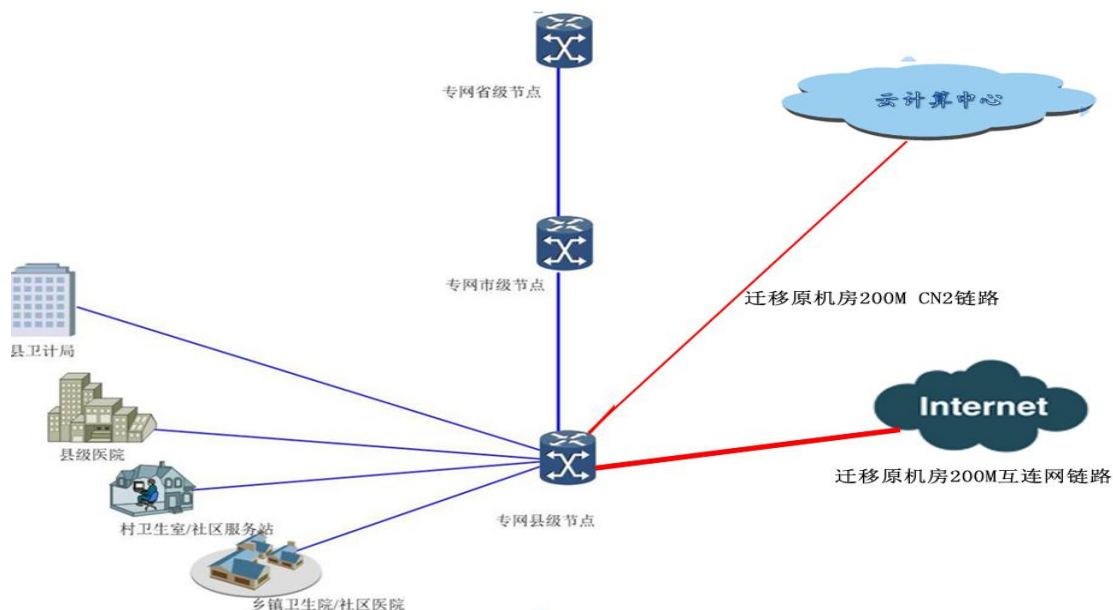 专网省级节点
云计算中心
专网市级节点
迁移原机房200M CN2链路
县卫计局
Internet
县级医院
迁移原机房200M互连网链路
专网县级节点
村卫生室/社区服务站
乡镇卫生院/社区医院